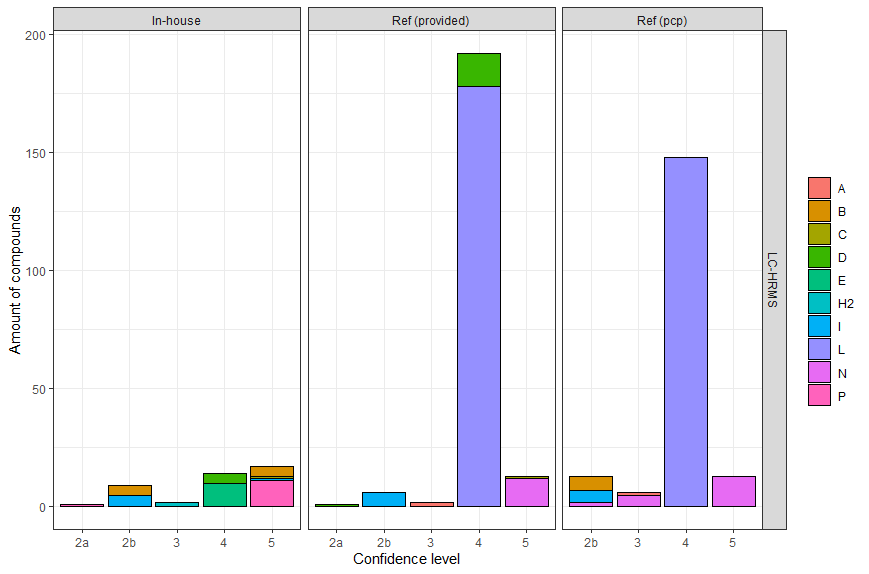 In-house
Ref (provided)
Ref (pcp)
200
150
100
50
0
Amount of compounds
LC-HRMS
A
B
C
D
E
H2
I
L
N
P
2a 2b 3 4 5
2a 2b 3 4 5
2b 3 4 5
Confidence level